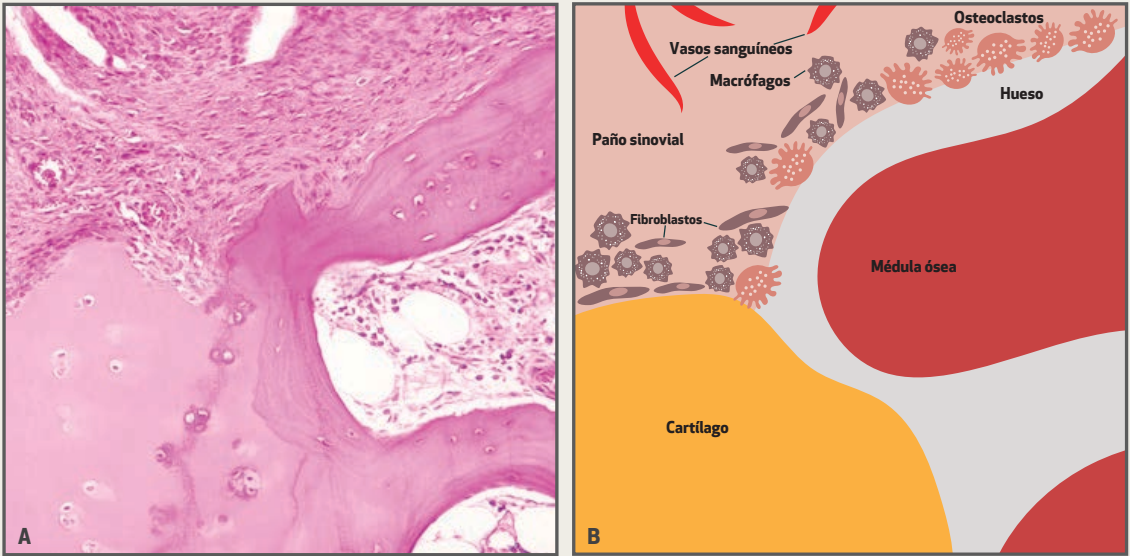 Osteoclastos
Vasos sanguíneos
Macrófagos
Hueso
Paño sinovial
Fibroblastos
Médula ósea
Cartílago
A
B